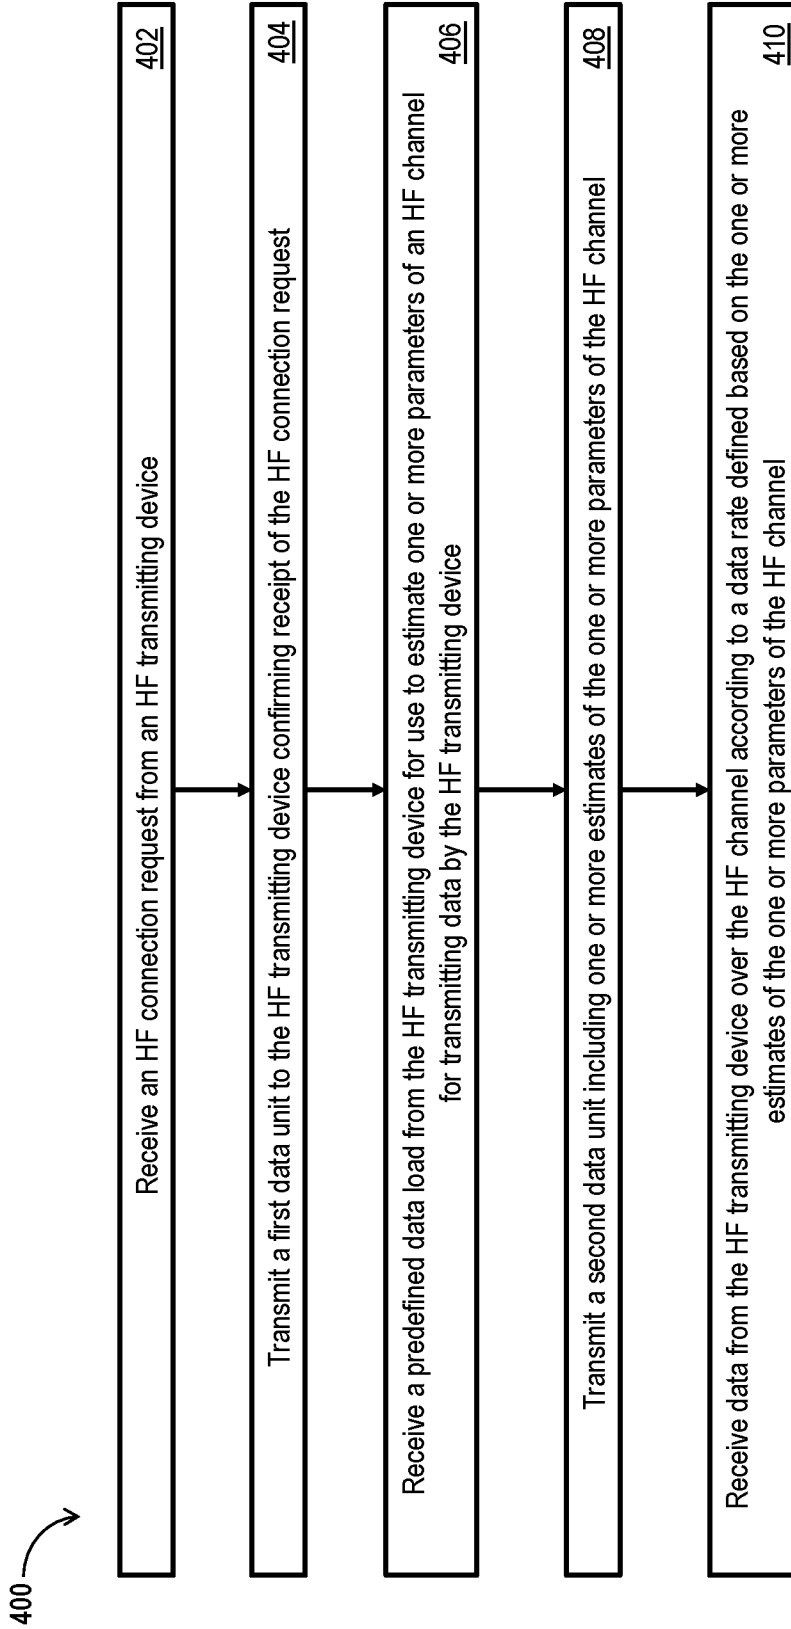 400
Receive an HF connection request from an HF transmitting device
402
Transmit a first data unit to the HF transmitting device confirming receipt of the HF connection request
404
Receive a predefined data load from the HF transmitting device for use to estimate one or more parameters of an HF channel
for transmitting data by the HF transmitting device
406
Transmit a second data unit including one or more estimates of the one or more parameters of the HF channel
408
Receive data from the HF transmitting device over the HF channel according to a data rate defined based on the one or more
estimates of the one or more parameters of the HF channel
410